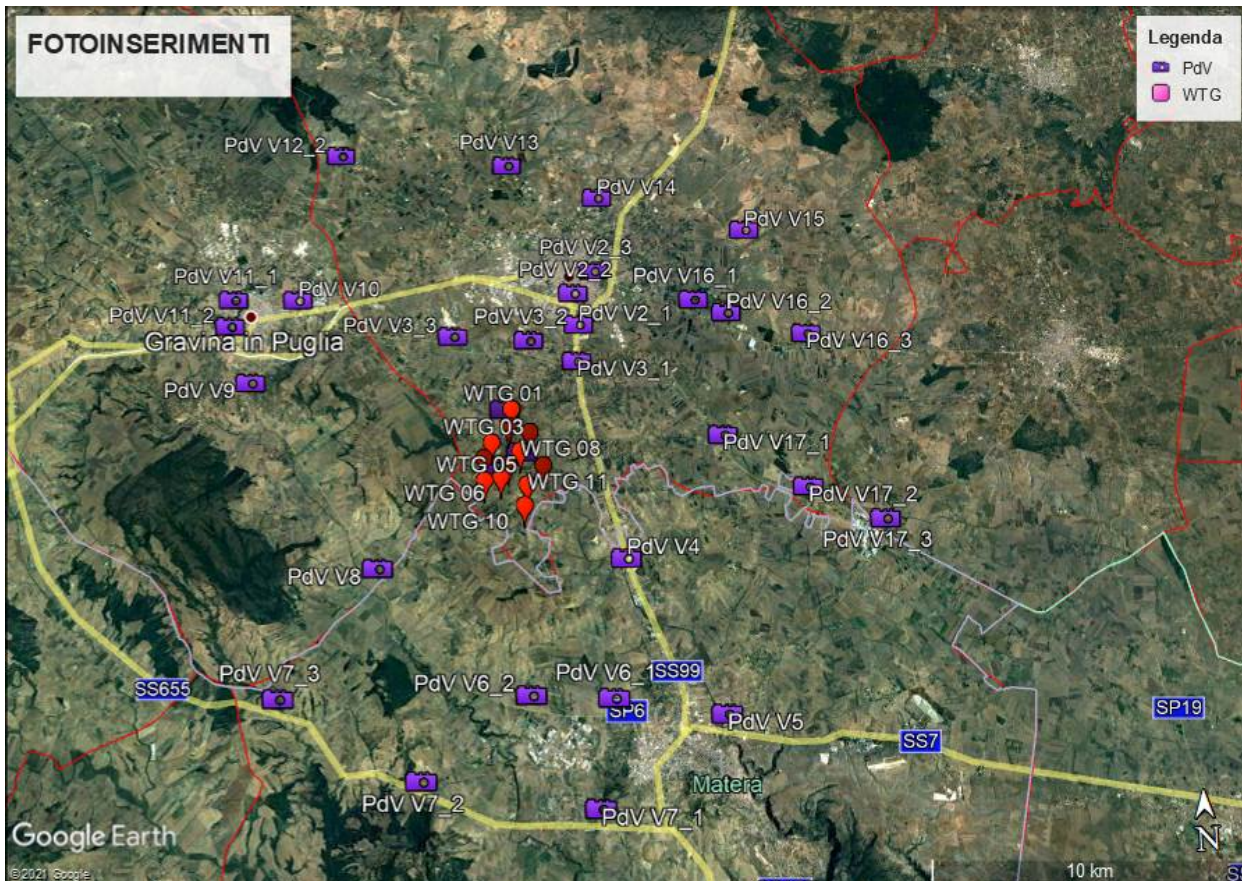 FOTOINSERIMENTI
Legenda
PdV
WTG
PdV V12_2
PdV V13
PdV V14
PdV V15
PdV V2_3
PdV V2_2
PdV V16_1
PdV V11_1
PdV V10
PdV V16_2
PdV V11_2
PdV V3_3
PdV V3_2
PdV V2_1
PdV V16_3
Gravina in Puglia
PdV V3_1
PdV V9
WTG 01
WTG 03
PdV V17_1
WTG 08
WTG 05
WTG 11
WTG 06
PdV V17_2
WTG 10
PdV V17_3
PdV V4
PdV V8
PdV V7_3
PdV V6_2
PdV V6_1
SS99
SS655
SP6
PdV V5
SP19
SS7
Matera
PdV V7_2
PdV V7_1
Google Earth
N
© 2021 Google
10 km